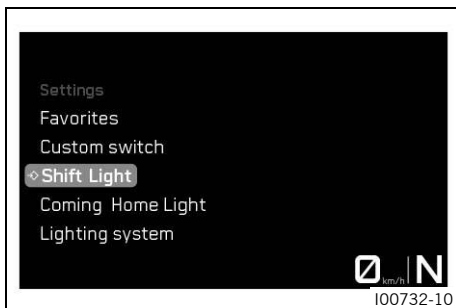 Settings
Favorites
Custom switch
Shift Light
Coming Home Light
Lighting system
0 km/h N
I00732-10